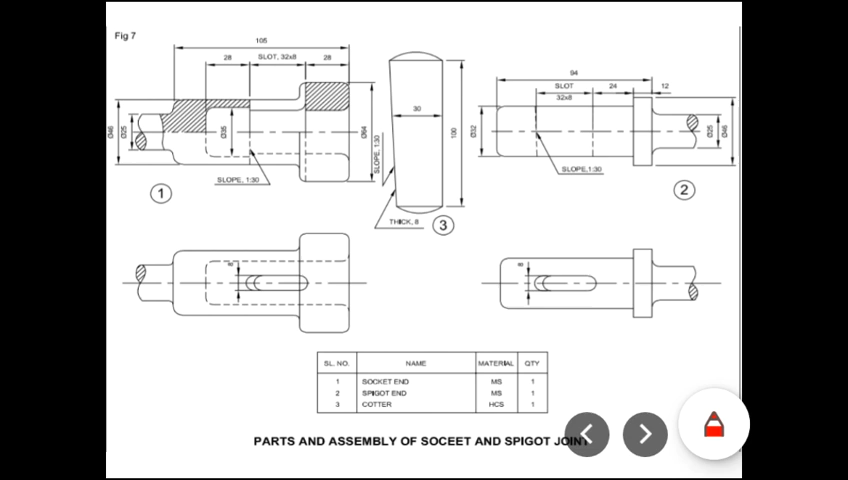 Fig 7
105
28
SLOT, 32x8
28
Ø46
Ø25
Ø35
Ø64
SLOPE, 1:30
1
30
100
SLOPE, 1:30
THICK, 8
3
94
SLOT
32x8
24
12
Ø32
Ø25
Ø46
SLOPE,1:30
2
8
8
SL. NO. NAME MATERIAL QTY
1 SOCKET END MS 1
2 SPIGOT END MS 1
3 COTTER HCS 1
PARTS AND ASSEMBLY OF SOCEET AND SPIGOT JOINT